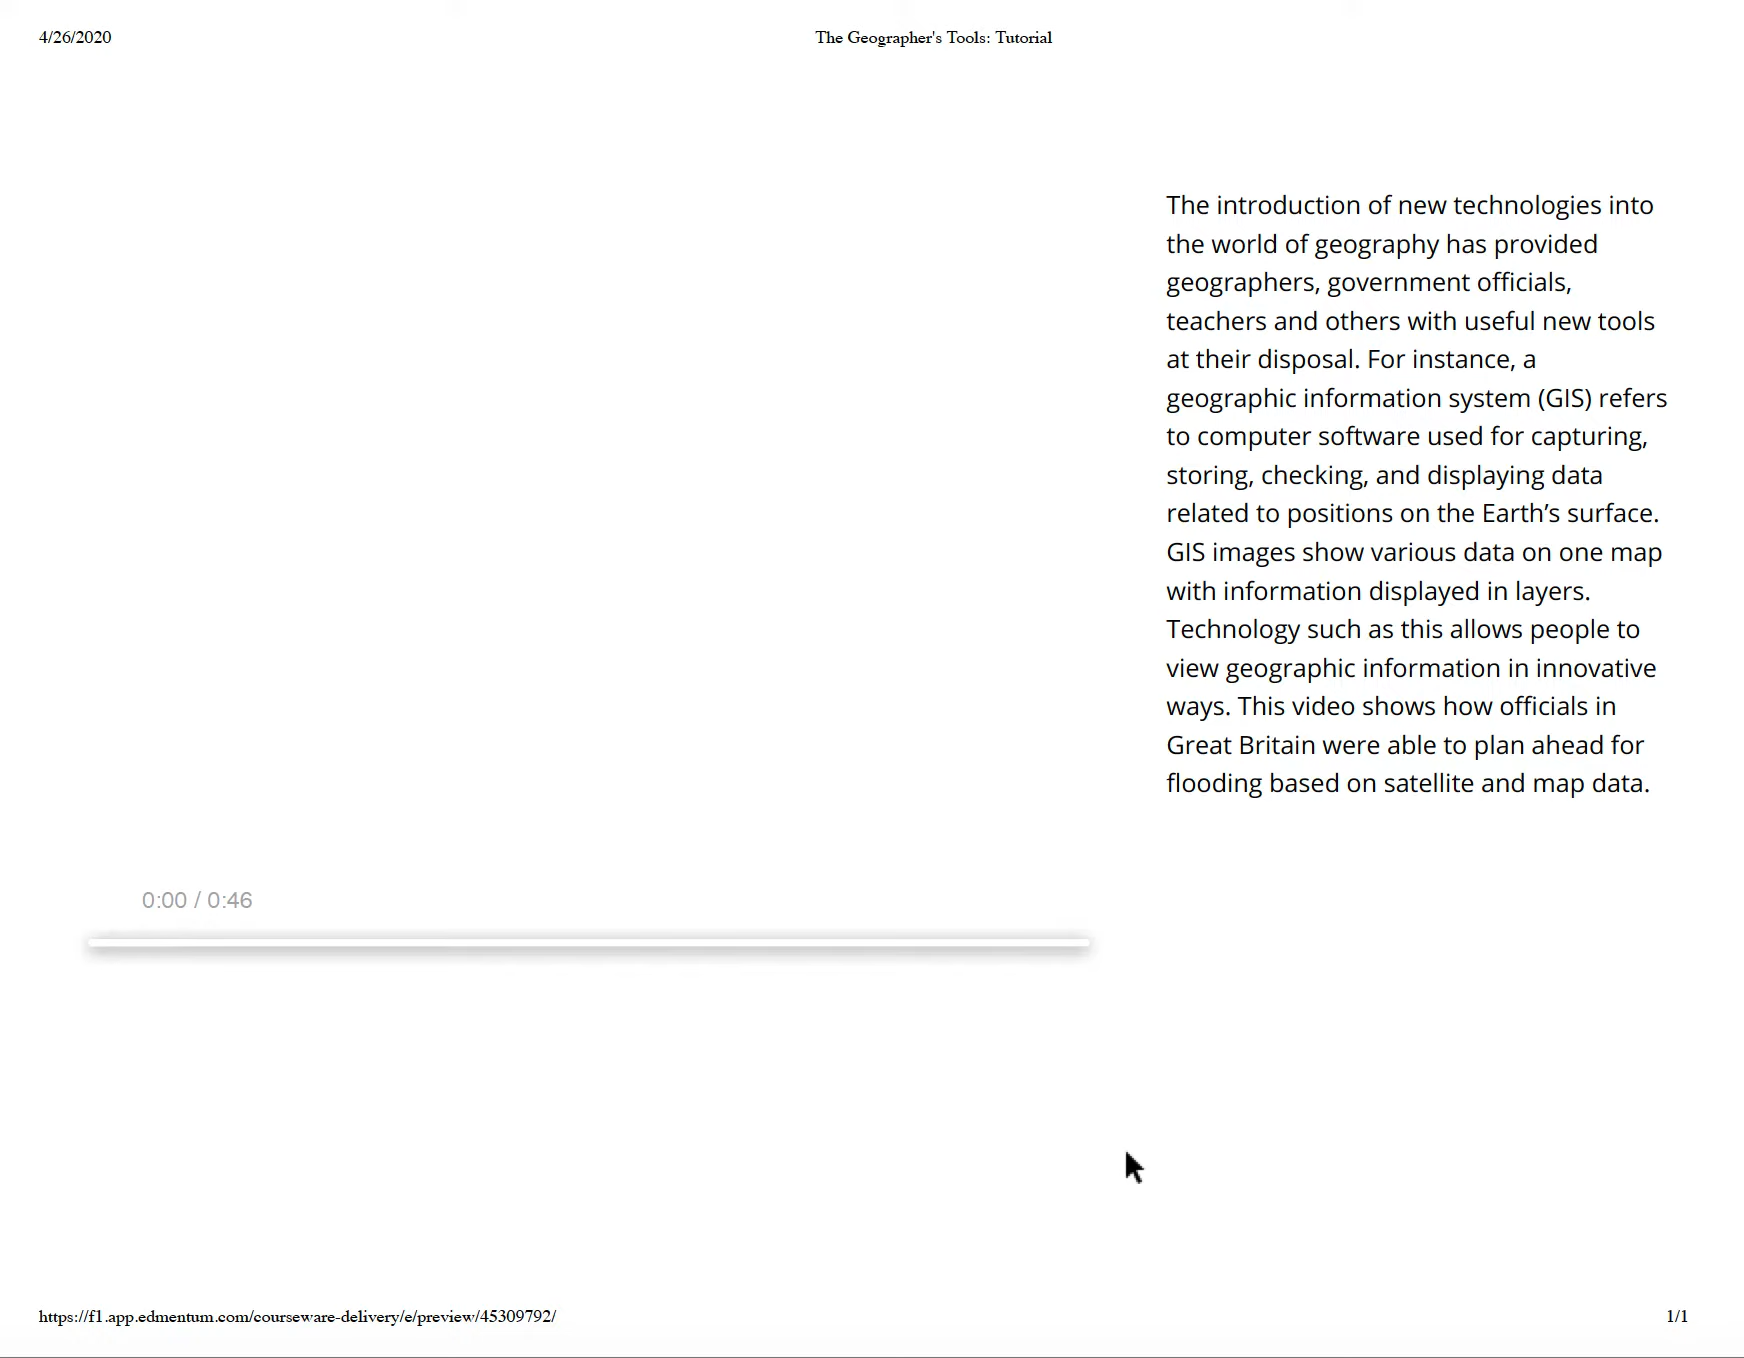 4/26/2020
The Geographer's Tools: Tutorial
The introduction of new technologies into
the world of geography has provided
geographers, government officials,
teachers and others with useful new tools
at their disposal. For instance, a
geographic information system (GIS) refers
to computer software used for capturing,
storing, checking, and displaying data
related to positions on the Earth’s surface.
GIS images show various data on one map
with information displayed in layers.
Technology such as this allows people to
view geographic information in innovative
ways. This video shows how officials in
Great Britain were able to plan ahead for
flooding based on satellite and map data.
0:00 / 0:46
https://f1.app.edmentum.com/courseware-delivery/e/preview/45309792/
1/1